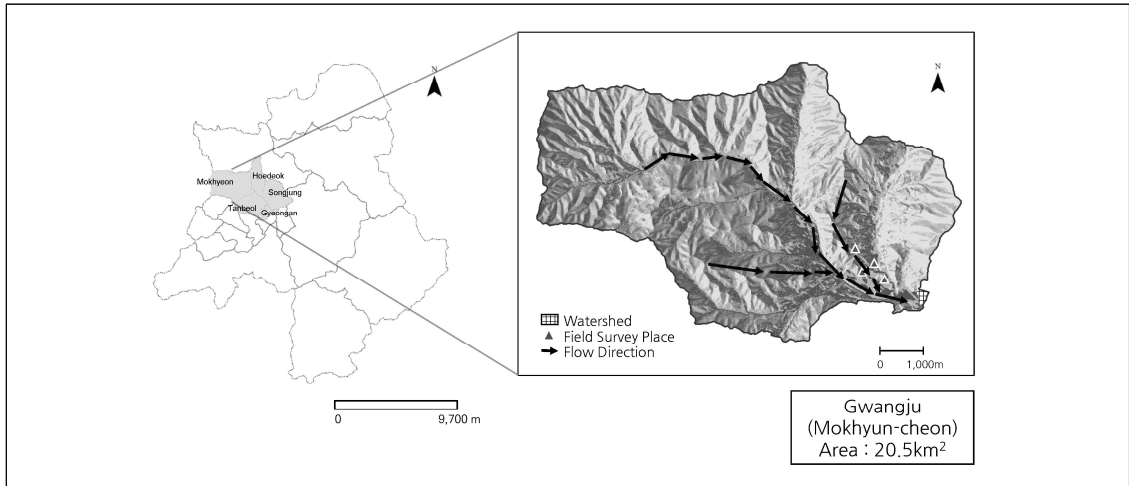 N
Mokhyeon
Hoedeok
Songjung
Tanbeol
Gyeongan
0 9,700 m
N
Watershed
Field Survey Place
Flow Direction
0 1,000m
Gwangju
(Mokhyun-cheon)
Area : 20.5km²